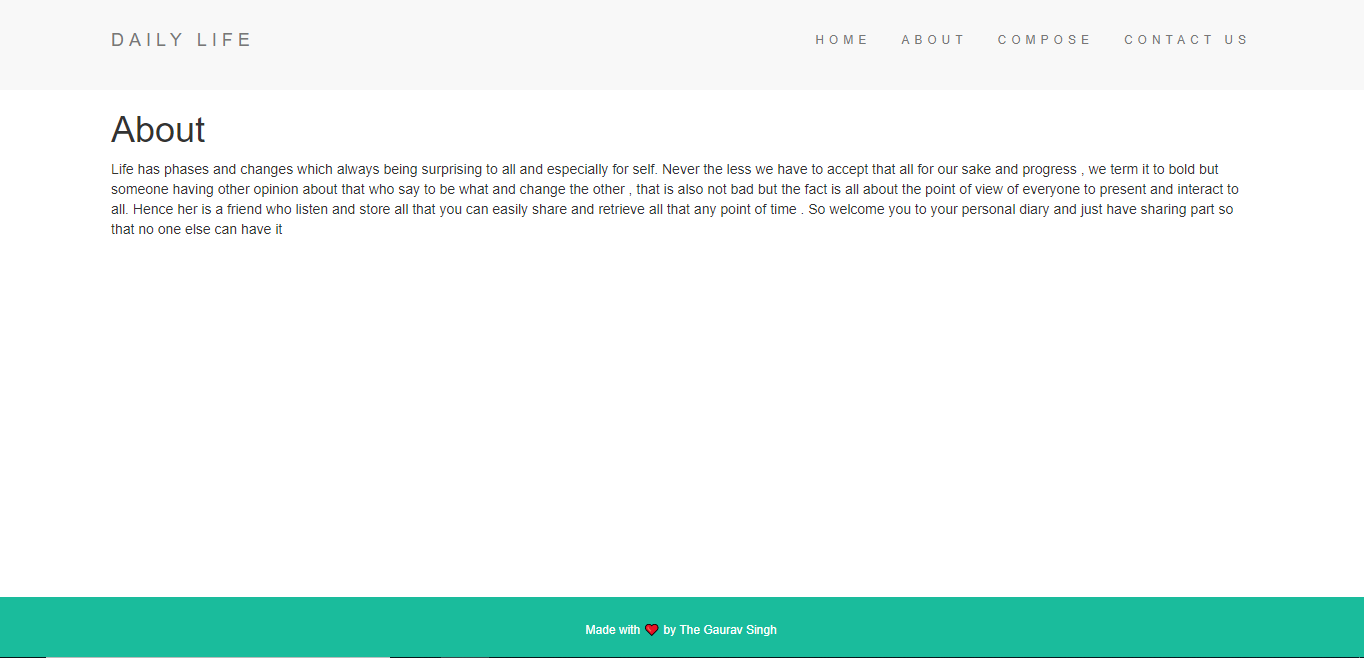 DAILY LIFE
HOME ABOUT COMPOSE CONTACT US
About
Life has phases and changes which always being surprising to all and especially for self. Never the less we have to accept that all for our sake and progress , we term it to bold but
someone having other opinion about that who say to be what and change the other , that is also not bad but the fact is all about the point of view of everyone to present and interact to
all. Hence her is a friend who listen and store all that you can easily share and retrieve all that any point of time . So welcome you to your personal diary and just have sharing part so
that no one else can have it
Made with ❤️ by The Gaurav Singh